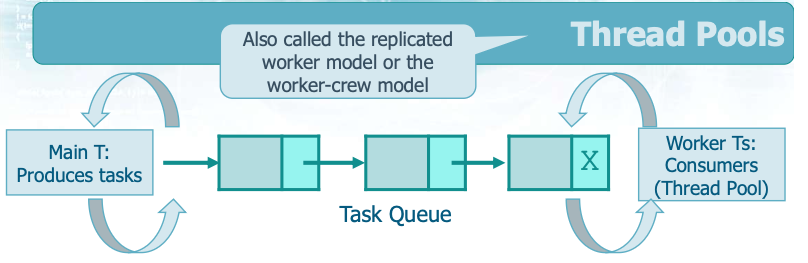 Thread Pools
Also called the replicated
worker model or the
worker-crew model
Main T:
Produces tasks
X
Worker Ts:
Consumers
(Thread Pool)
Task Queue